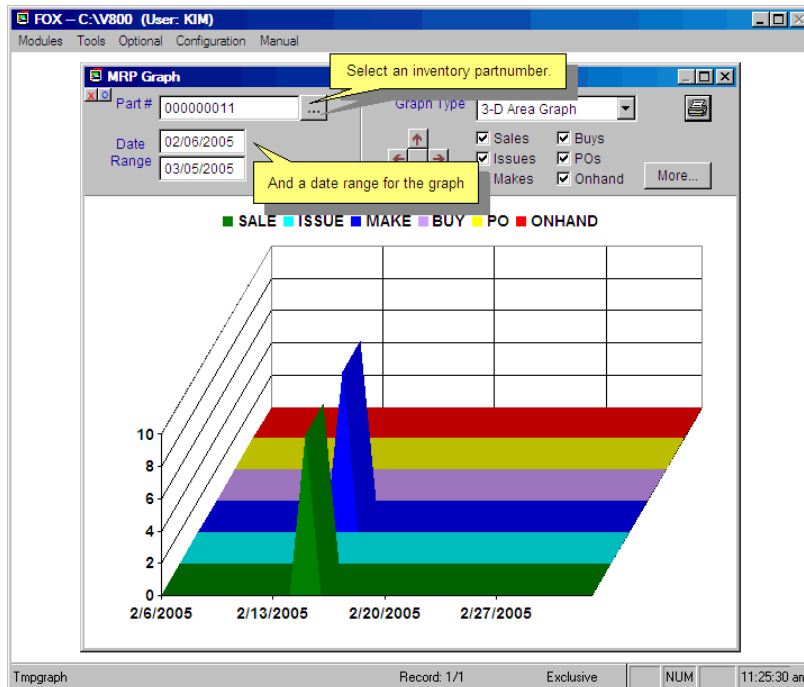 FOX – C:\V800 (User: KIM)
Modules Tools Optional Configuration Manual
MRP Graph
Select an inventory partnumber.
x o
Part # 000000011 ...
Graph Type 3-D Area Graph
Date Range
02/06/2005
03/05/2005
And a date range for the graph
Sales Buys
Issues POs
Makes Onhand
More...
SALE ISSUE MAKE BUY PO ONHAND
10
8
6
4
2
0
2/6/2005 2/13/2005 2/20/2005 2/27/2005
Tmpgraph Record: 1/1 Exclusive NUM 11:25:30 am